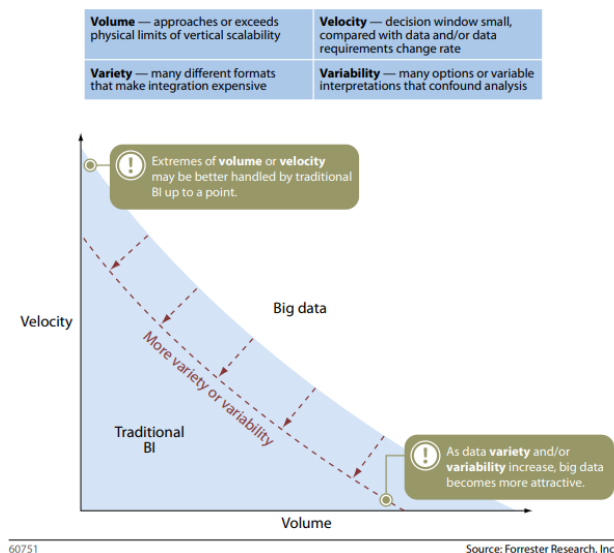 Volume — approaches or exceeds
physical limits of vertical scalability
Velocity — decision window small,
compared with data and/or data
requirements change rate
Variety — many different formats
that make integration expensive
Variability — many options or variable
interpretations that confound analysis
! Extremes of volume or velocity
may be better handled by traditional
BI up to a point.
Big data
Velocity
More variety or variability
Traditional
BI
! As data variety and/or
variability increase, big data
becomes more attractive.
Volume
60751
Source: Forrester Research, Inc